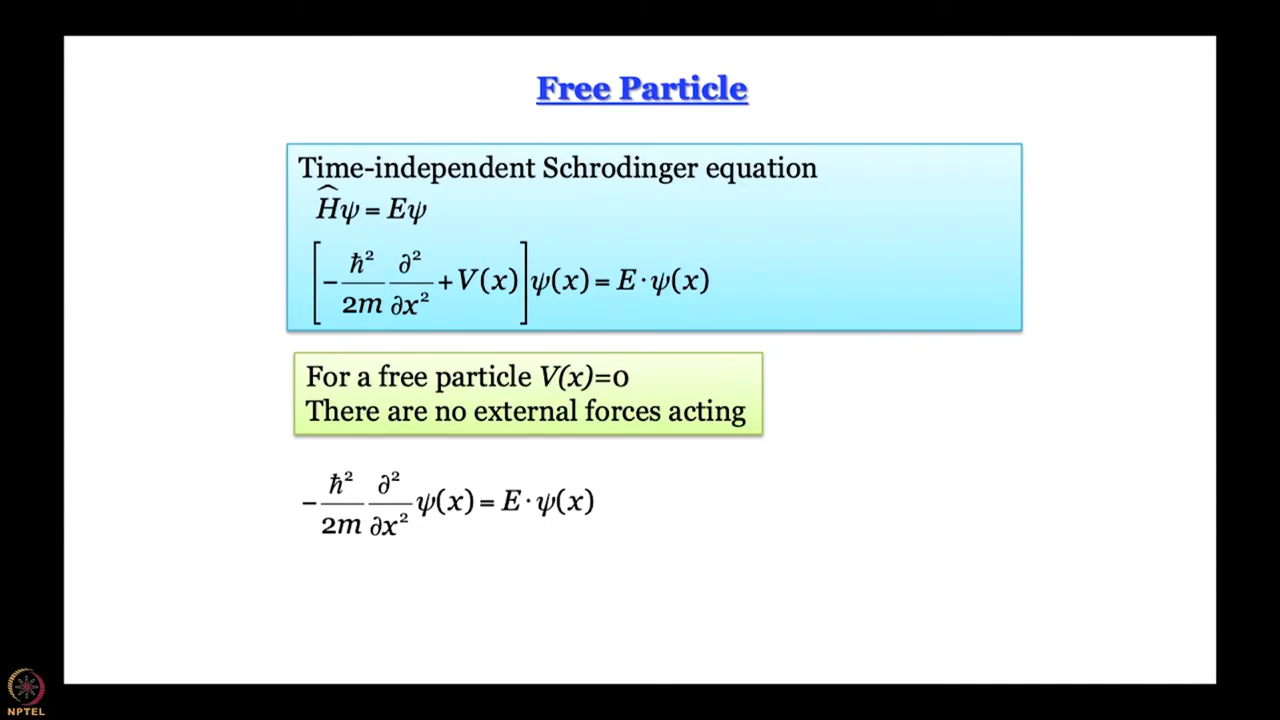 Free Particle
Time-independent Schrodinger equation
Ĥψ = Eψ
[-ħ²/2m ∂²/∂x² + V(x)]ψ(x) = E·ψ(x)
For a free particle V(x)=0
There are no external forces acting
-ħ²/2m ∂²/∂x² ψ(x) = E·ψ(x)
NPTEL